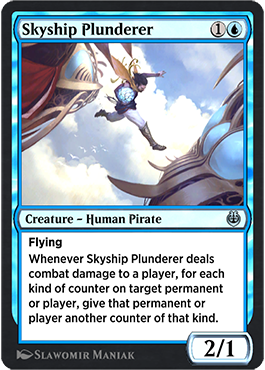 Skyship Plunderer 1
Creature – Human Pirate
Flying
Whenever Skyship Plunderer deals
combat damage to a player, for each
kind of counter on target permanent
or player, give that permanent or
player another counter of that kind.
2/1
Slawomir Maniak